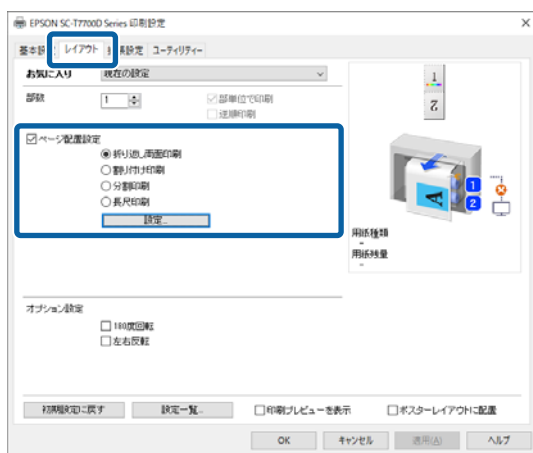 EPSON SC-T7700D Series 印刷設定
レイアウト 設定 ユーティリティー
お気に入り 現在の設定
部数 1 部単位で印刷
逆順印刷
ページ配置設定
折り返し両面印刷
割り付け印刷
分割印刷
長尺印刷
設定...
1
2
1
2
用紙種類
-
用紙残量
-
オプション設定
180度回転
左右反転
初期設定に戻す 設定一覧... 印刷プレビューを表示 ポスターレイアウトに配置
OK キャンセル 適用(A) ヘルプ